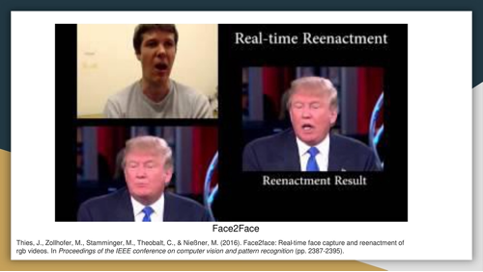 Real-time Reenactment
Reenactment Result
Face2Face
Thies, J., Zollhofer, M., Stamminger, M., Theobalt, C., & Nießner, M. (2016). Face2face: Real-time face capture and reenactment of
rgb videos. In Proceedings of the IEEE conference on computer vision and pattern recognition (pp. 2387-2395).